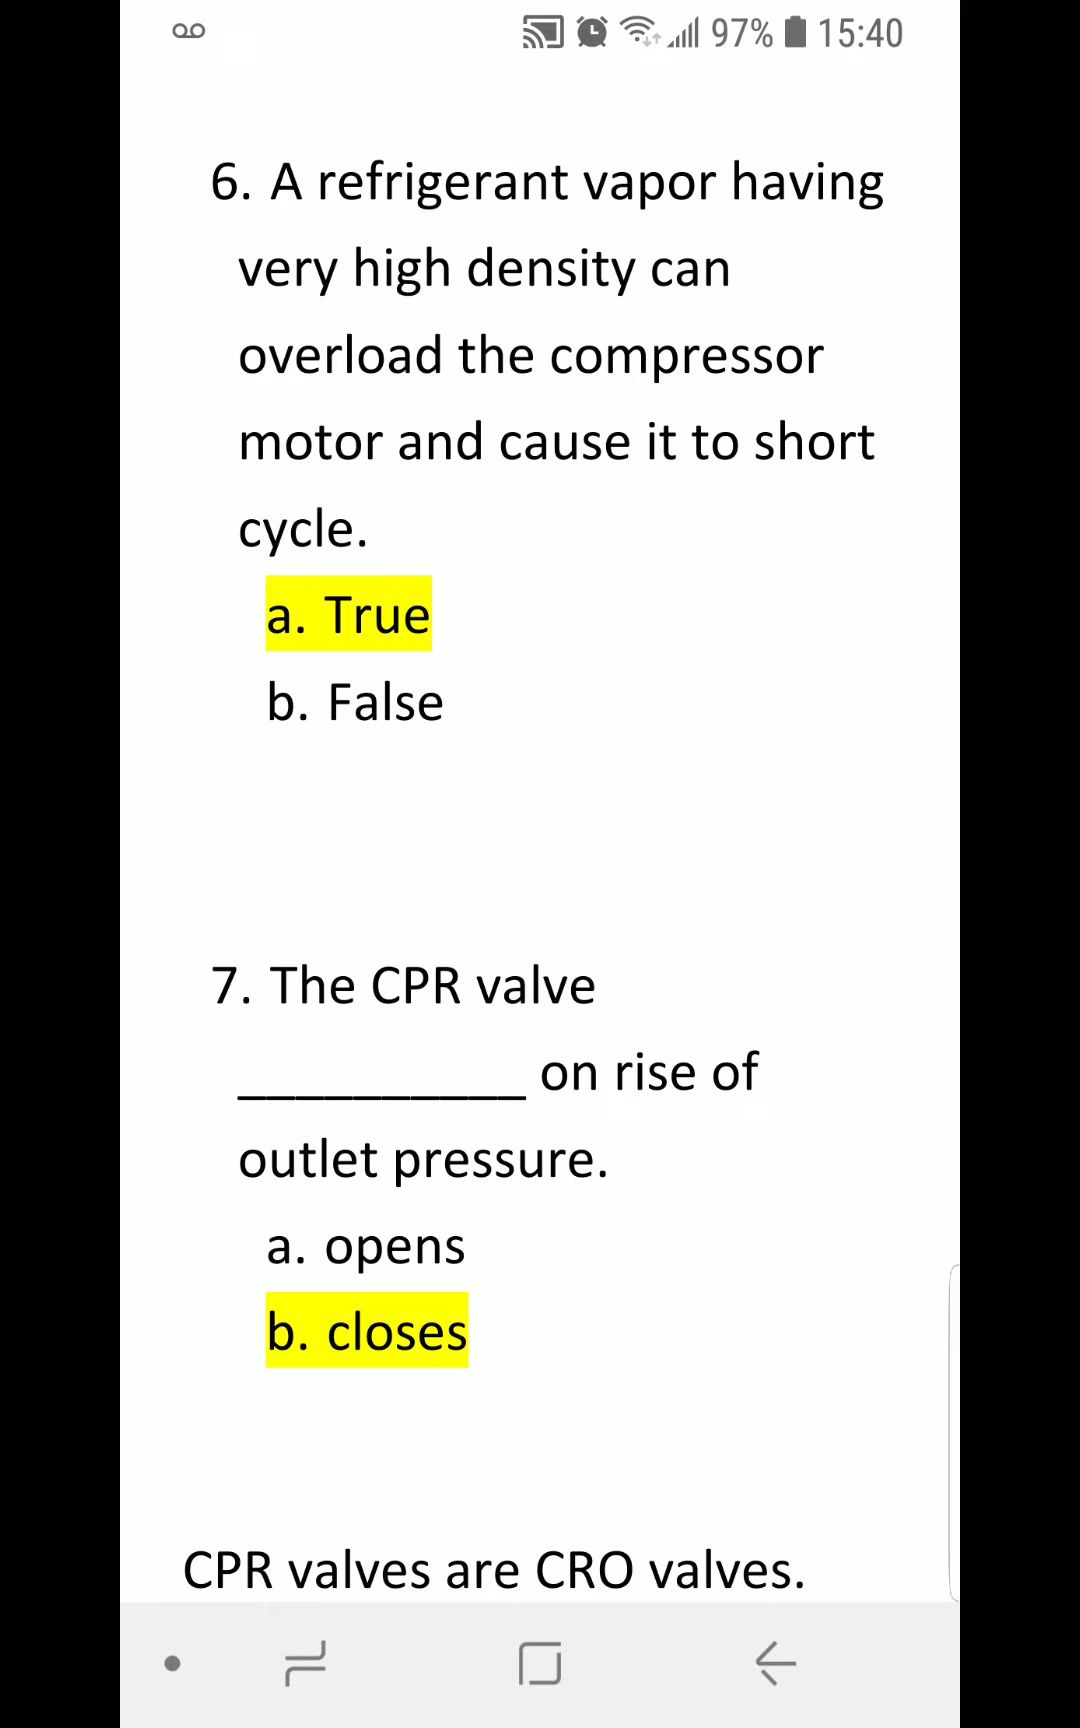 97% 15:40
6. A refrigerant vapor having
very high density can
overload the compressor
motor and cause it to short
cycle.
a. True
b. False
7. The CPR valve
__________ on rise of
outlet pressure.
a. opens
b. closes
CPR valves are CRO valves.